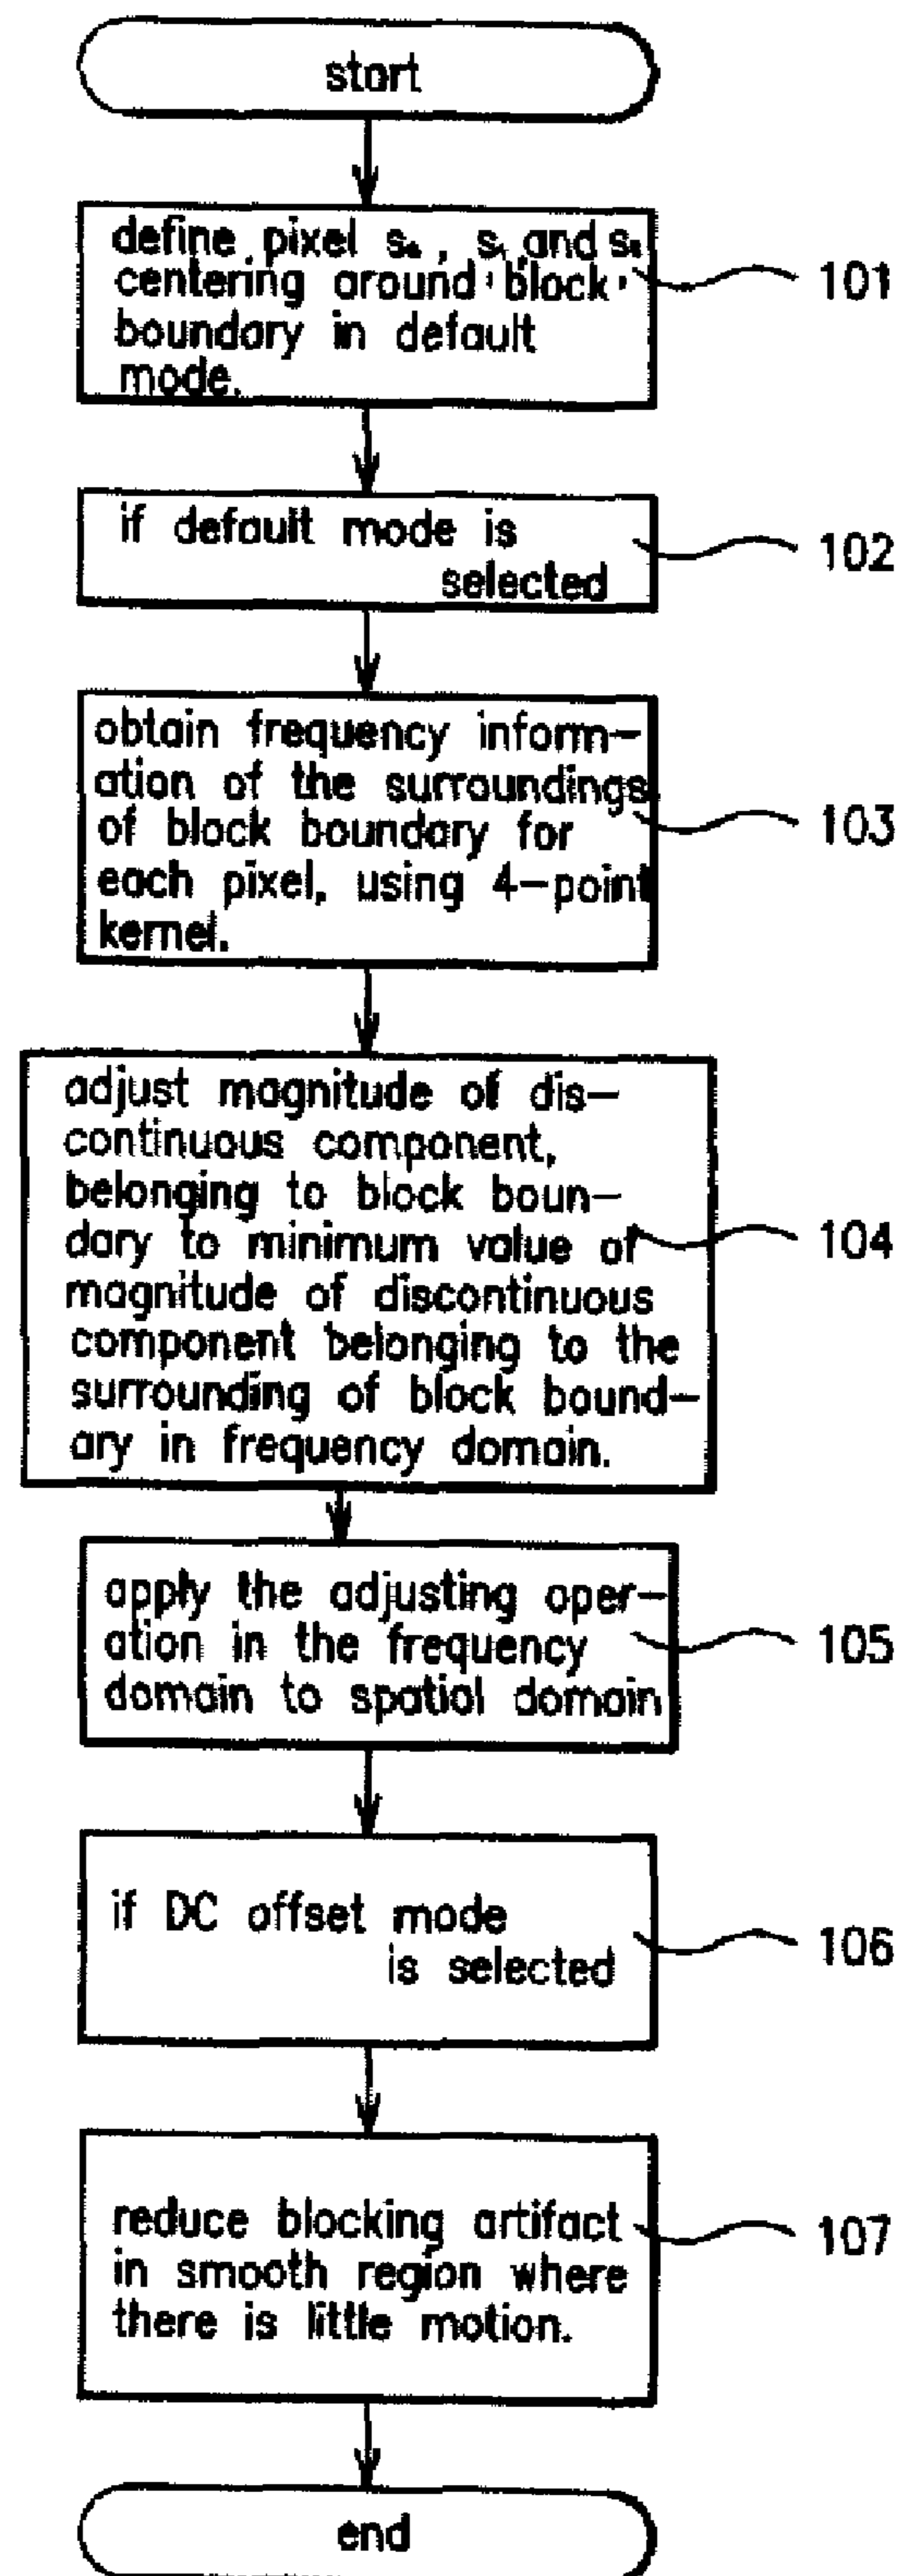 start
define pixel s, s, and s
centering around block
boundary in default
mode.
101
if default mode is
selected
102
obtain frequency inform-
ation of the surroundings
of block boundary for
each pixel, using 4-point
kernel.
103
adjust magnitude of dis-
continuous component,
belonging to block boun-
dary to minimum value of
magnitude of discontinuous
component belonging to the
surrounding of block bound-
ary in frequency domain.
104
apply the adjusting oper-
ation in the frequency
domain to spatial domain
105
if DC offset mode
is selected
106
reduce blocking artifact
in smooth region where
there is little motion.
107
end